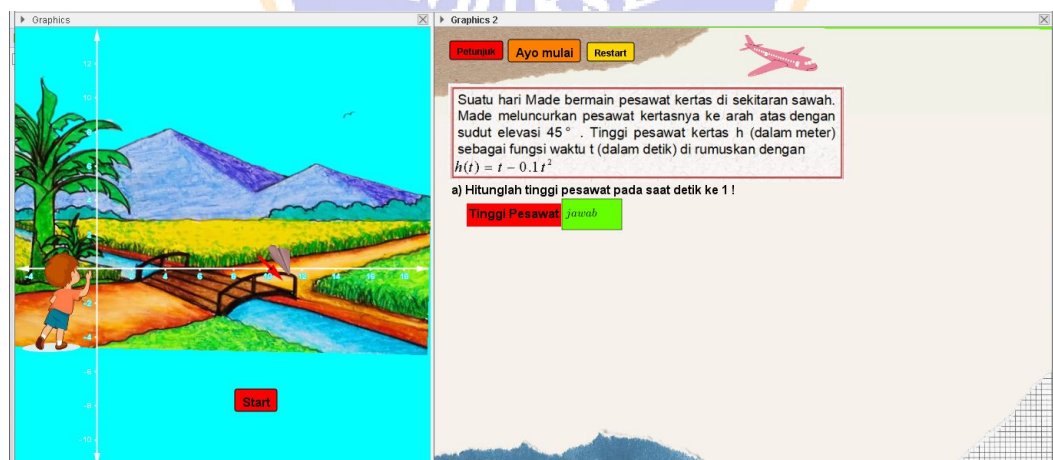 Graphics
Graphics 2
12
10
8
6
4
2
-4
4
6
8
10
12
14
16
18
-2
-4
-6
-8
-10
Start
Petunjuk
Ayo mulai
Restart
Suatu hari Made bermain pesawat kertas di sekitaran sawah.
Made meluncurkan pesawat kertasnya ke arah atas dengan
sudut elevasi 45° . Tinggi pesawat kertas h (dalam meter)
sebagai fungsi waktu t (dalam detik) di rumuskan dengan
h(t) = t − 0.1t²
a) Hitunglah tinggi pesawat pada saat detik ke 1 !
Tinggi Pesawat jawab